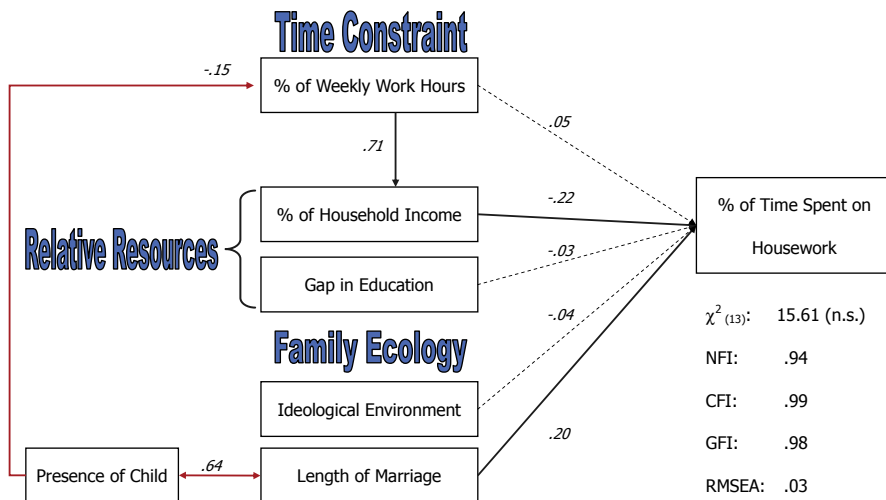 Time Constraint
-.15
% of Weekly Work Hours
.05
.71
% of Household Income
-.22
% of Time Spent on
Housework
Relative Resources
-.03
Gap in Education
-.04
χ² (13): 15.61 (n.s.)
Family Ecology
NFI: .94
Ideological Environment
CFI: .99
.20
GFI: .98
Presence of Child
.64
Length of Marriage
RMSEA: .03